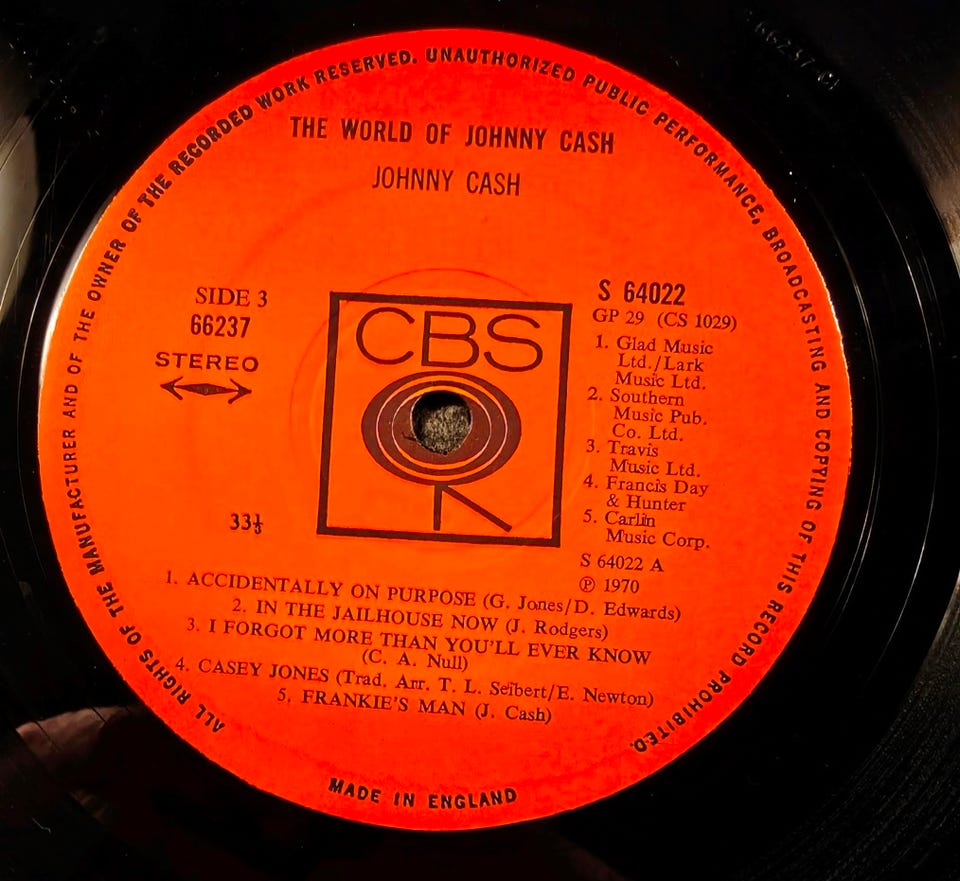 ALL RIGHTS OF THE MANUFACTURER AND OF THE OWNER OF THE RECORDED WORK RESERVED. UNAUTHORIZED PUBLIC PERFORMANCE, BROADCASTING AND COPYING OF THIS RECORD PROHIBITED.
THE WORLD OF JOHNNY CASH
JOHNNY CASH
SIDE 3
66237
STEREO
CBS
S 64022
GP 29 (CS 1029)
1. Glad Music
Ltd./Lark
Music Ltd.
2. Southern
Music Pub.
Co. Ltd.
3. Travis
Music Ltd.
4. Francis Day
& Hunter
5. Carlin
Music Corp.
S 64022 A
Ⓟ 1970
33⅓
1. ACCIDENTALLY ON PURPOSE (G. Jones/D. Edwards)
2. IN THE JAILHOUSE NOW (J. Rodgers)
3. I FORGOT MORE THAN YOU'LL EVER KNOW
(C. A. Null)
4. CASEY JONES (Trad. Arr. T. L. Seibert/E. Newton)
5. FRANKIE'S MAN (J. Cash)
MADE IN ENGLAND